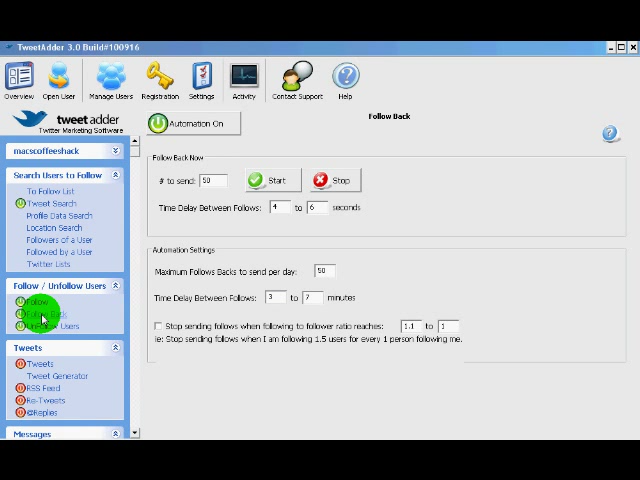 TweetAdder 3.0 Build#100916
Overview Open User Manage Users Registration Settings Activity Contact Support Help
tweet adder
Twitter Marketing Software
Automation On
Follow Back
macscoffeeshack
Search Users to Follow
To Follow List
Tweet Search
Profile Data Search
Location Search
Followers of a User
Followed by a User
Twitter Lists
Follow / Unfollow Users
Follow
Follow Back
Unfollow Users
Tweets
Tweets
Tweet Generator
RSS Feed
Re-Tweets
@Replies
Messages
Follow Back Now
# to send: 50 Start Stop
Time Delay Between Follows: 4 to 6 seconds
Automation Settings
Maximum Follows Backs to send per day: 50
Time Delay Between Follows: 3 to 7 minutes
Stop sending follows when following to follower ratio reaches: 1.1 to 1
ie: Stop sending follows when I am following 1.5 users for every 1 person following me.